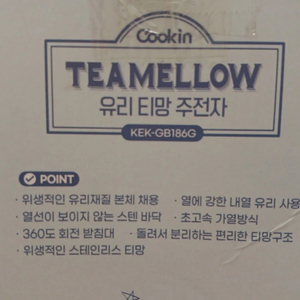 Cookin
TEAMELLOW
유리 티망 주전자
KEK-GB186G
POINT
· 위생적인 유리재질 본체 채용 · 열에 강한 내열 유리 사용
· 열선이 보이지 않는 스텐 바닥 · 초고속 가열방식
· 360도 회전 받침대 · 돌려서 분리하는 편리한 티망구조
· 위생적인 스테인리스 티망